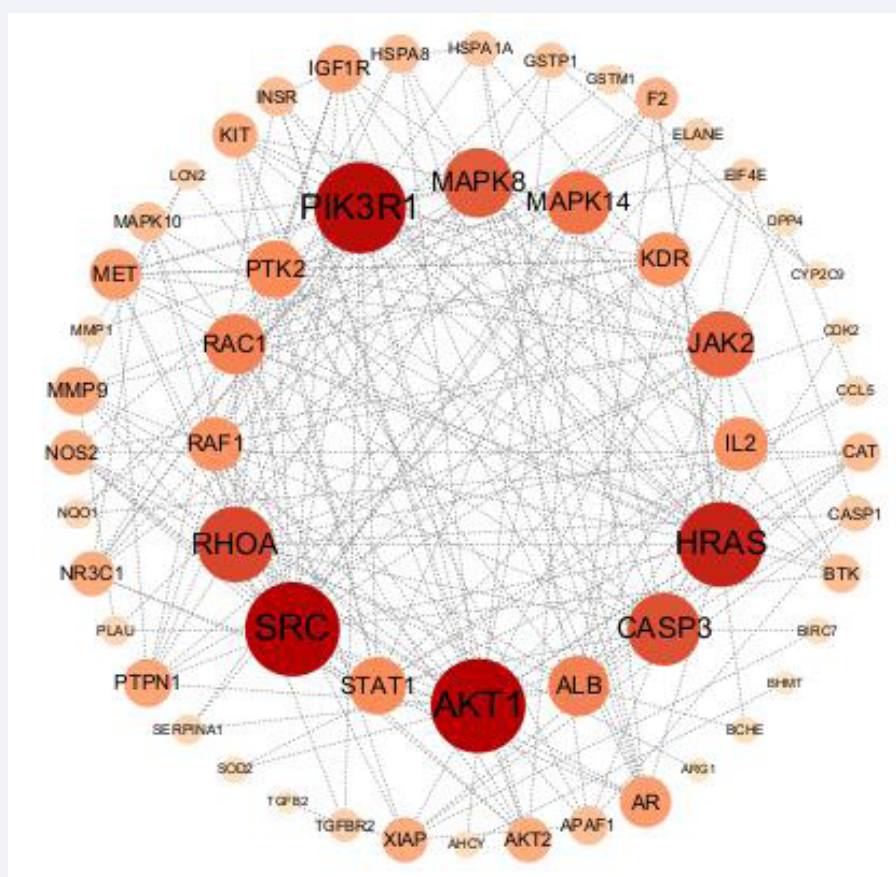 HSPA8
HSPA1A
GSTP1
IGF1R
GSTM1
INSR
F2
KIT
ELANE
LCN2
EIF4E
MAPK8
PIK3R1
MAPK14
MAPK10
DPP4
MET
PTK2
KDR
CYP2C9
MMP1
RAC1
JAK2
CDK2
MMP9
CCL5
NOS2
RAF1
IL2
CAT
NQO1
CASP1
RHOA
HRAS
NR3C1
BTK
PLAU
SRC
CASP3
BIRC7
PTPN1
STAT1
ALB
BHMT
AKT1
SERPINA1
BCHE
SOD2
ARG1
TGFB2
AR
TGFBR2
APAF1
XIAP
AHCY
AKT2